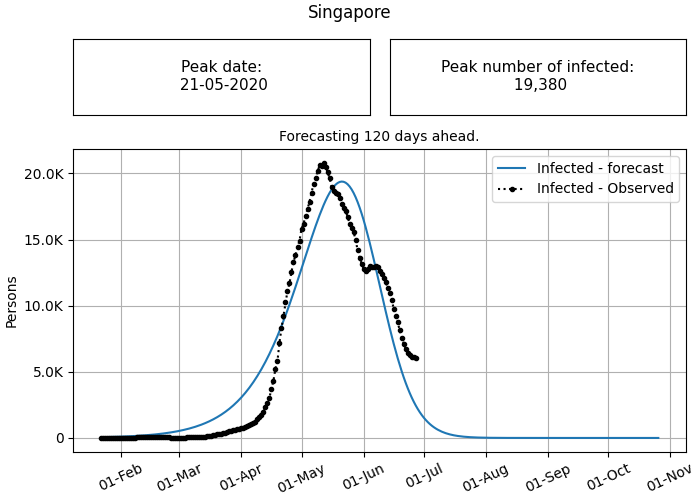 Singapore
Peak date:
21-05-2020
Peak number of infected:
19,380
Forecasting 120 days ahead.
Infected - forecast
Infected - Observed
Persons
20.0K
15.0K
10.0K
5.0K
0
01-Feb
01-Mar
01-Apr
01-May
01-Jun
01-Jul
01-Aug
01-Sep
01-Oct
01-Nov